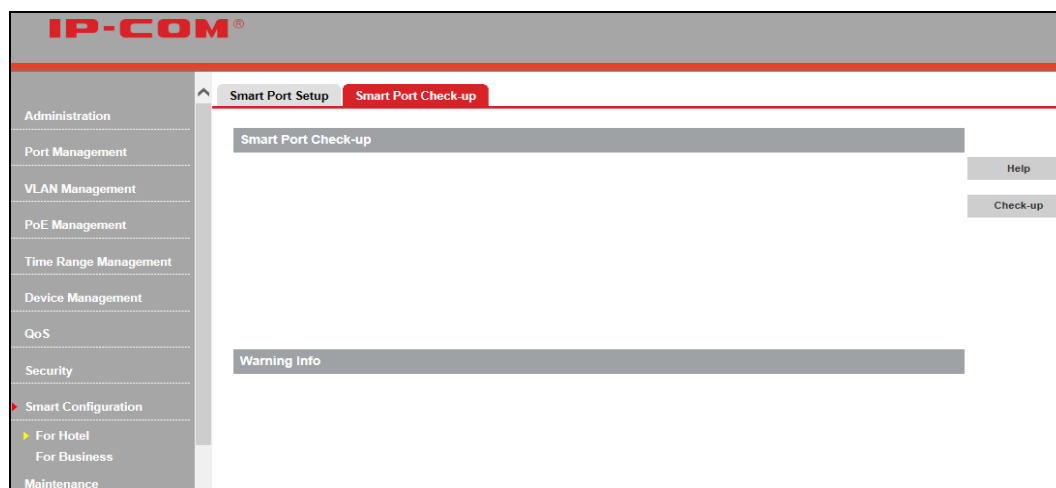 IP-COM®
Smart Port Setup Smart Port Check-up
Administration
Port Management
VLAN Management
PoE Management
Time Range Management
Device Management
QoS
Security
Smart Configuration
For Hotel
For Business
Maintenance
Smart Port Check-up
Warning Info
Help
Check-up